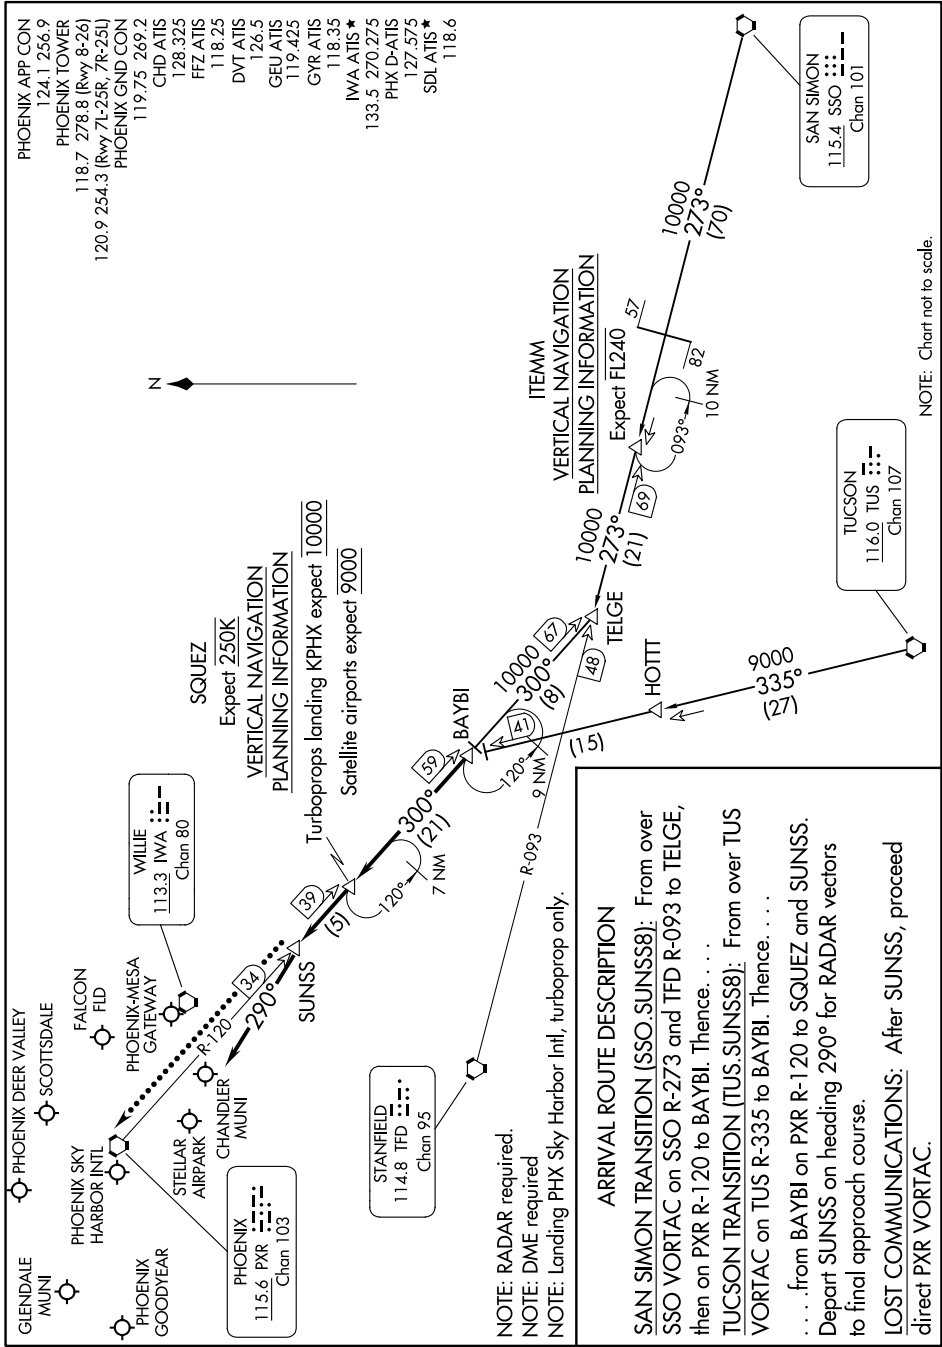 PHOENIX APP CON
124.1 256.9
PHOENIX TOWER
118.7 278.8 (Rwy 8-26)
120.9 254.3 (Rwy 7L-25R, 7R-25L)
PHOENIX GND CON
119.75 269.2
CHD ATIS
128.325
FFZ ATIS
118.25
DVT ATIS
126.5
GEU ATIS
119.425
GYR ATIS
118.35
IWA ATIS ★
133.5 270.275
PHX D-ATIS
127.575
SDL ATIS ★
118.6
GLENDALE
MUNI
PHOENIX DEER VALLEY
SCOTTSDALE
PHOENIX SKY
HARBOR INTL
FALCON
FLD
PHOENIX-MESA
GATEWAY
PHOENIX
GOODYEAR
STELLAR
AIRPARK
CHANDLER
MUNI
WILLIE
113.3 IWA
Chan 80
PHOENIX
115.6 PXR
Chan 103
N
R-120
34
290°
SUNSS
(5)
39
120°
7 NM
SQUEZ
Expect 250K
VERTICAL NAVIGATION
PLANNING INFORMATION
Turboprops landing KPHX expect 10000
Satellite airports expect 9000
300°
(21)
59
BAYBI
120°
9 NM
41
10000
300°
(8)
67
TELGE
48
R-093
STANFIELD
114.8 TFD
Chan 95
(15)
HOTTT
9000
335°
(27)
TUCSON
116.0 TUS
Chan 107
10000
273°
(21)
69
ITEMM
VERTICAL NAVIGATION
PLANNING INFORMATION
Expect FL240
093°
10 NM
57
82
10000
273°
(70)
SAN SIMON
115.4 SSO
Chan 101
NOTE: Chart not to scale.
NOTE: RADAR required.
NOTE: DME required
NOTE: Landing PHX Sky Harbor Intl, turboprop only.
ARRIVAL ROUTE DESCRIPTION
SAN SIMON TRANSITION (SSO.SUNSS8): From over
SSO VORTAC on SSO R-273 and TFD R-093 to TELGE,
then on PXR R-120 to BAYBI. Thence. . . .
TUCSON TRANSITION (TUS.SUNSS8): From over TUS
VORTAC on TUS R-335 to BAYBI. Thence. . . .
. . . .from BAYBI on PXR R-120 to SQUEZ and SUNSS.
Depart SUNSS on heading 290° for RADAR vectors
to final approach course.
LOST COMMUNICATIONS: After SUNSS, proceed
direct PXR VORTAC.